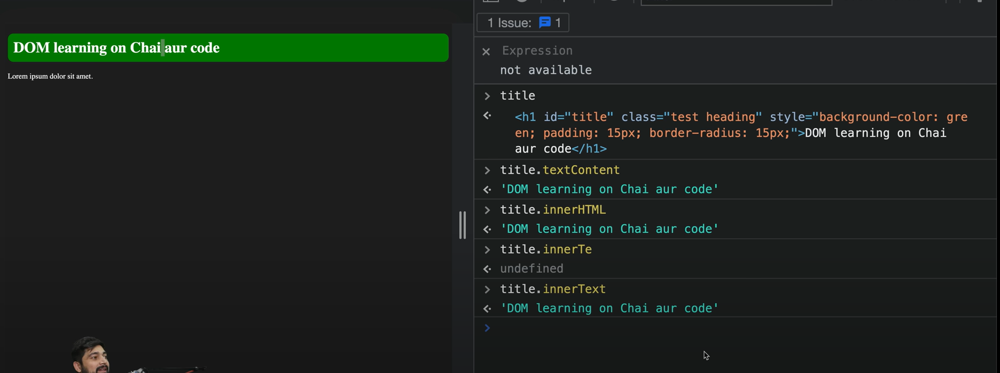 DOM learning on Chai aur code
Lorem ipsum dolor sit amet.
1 Issue: 1
Expression
not available
title
<h1 id="title" class="test heading" style="background-color: gre
en; padding: 15px; border-radius: 15px;">DOM learning on Chai
aur code</h1>
title.textContent
'DOM learning on Chai aur code'
title.innerHTML
'DOM learning on Chai aur code'
title.innerTe
undefined
title.innerText
'DOM learning on Chai aur code'